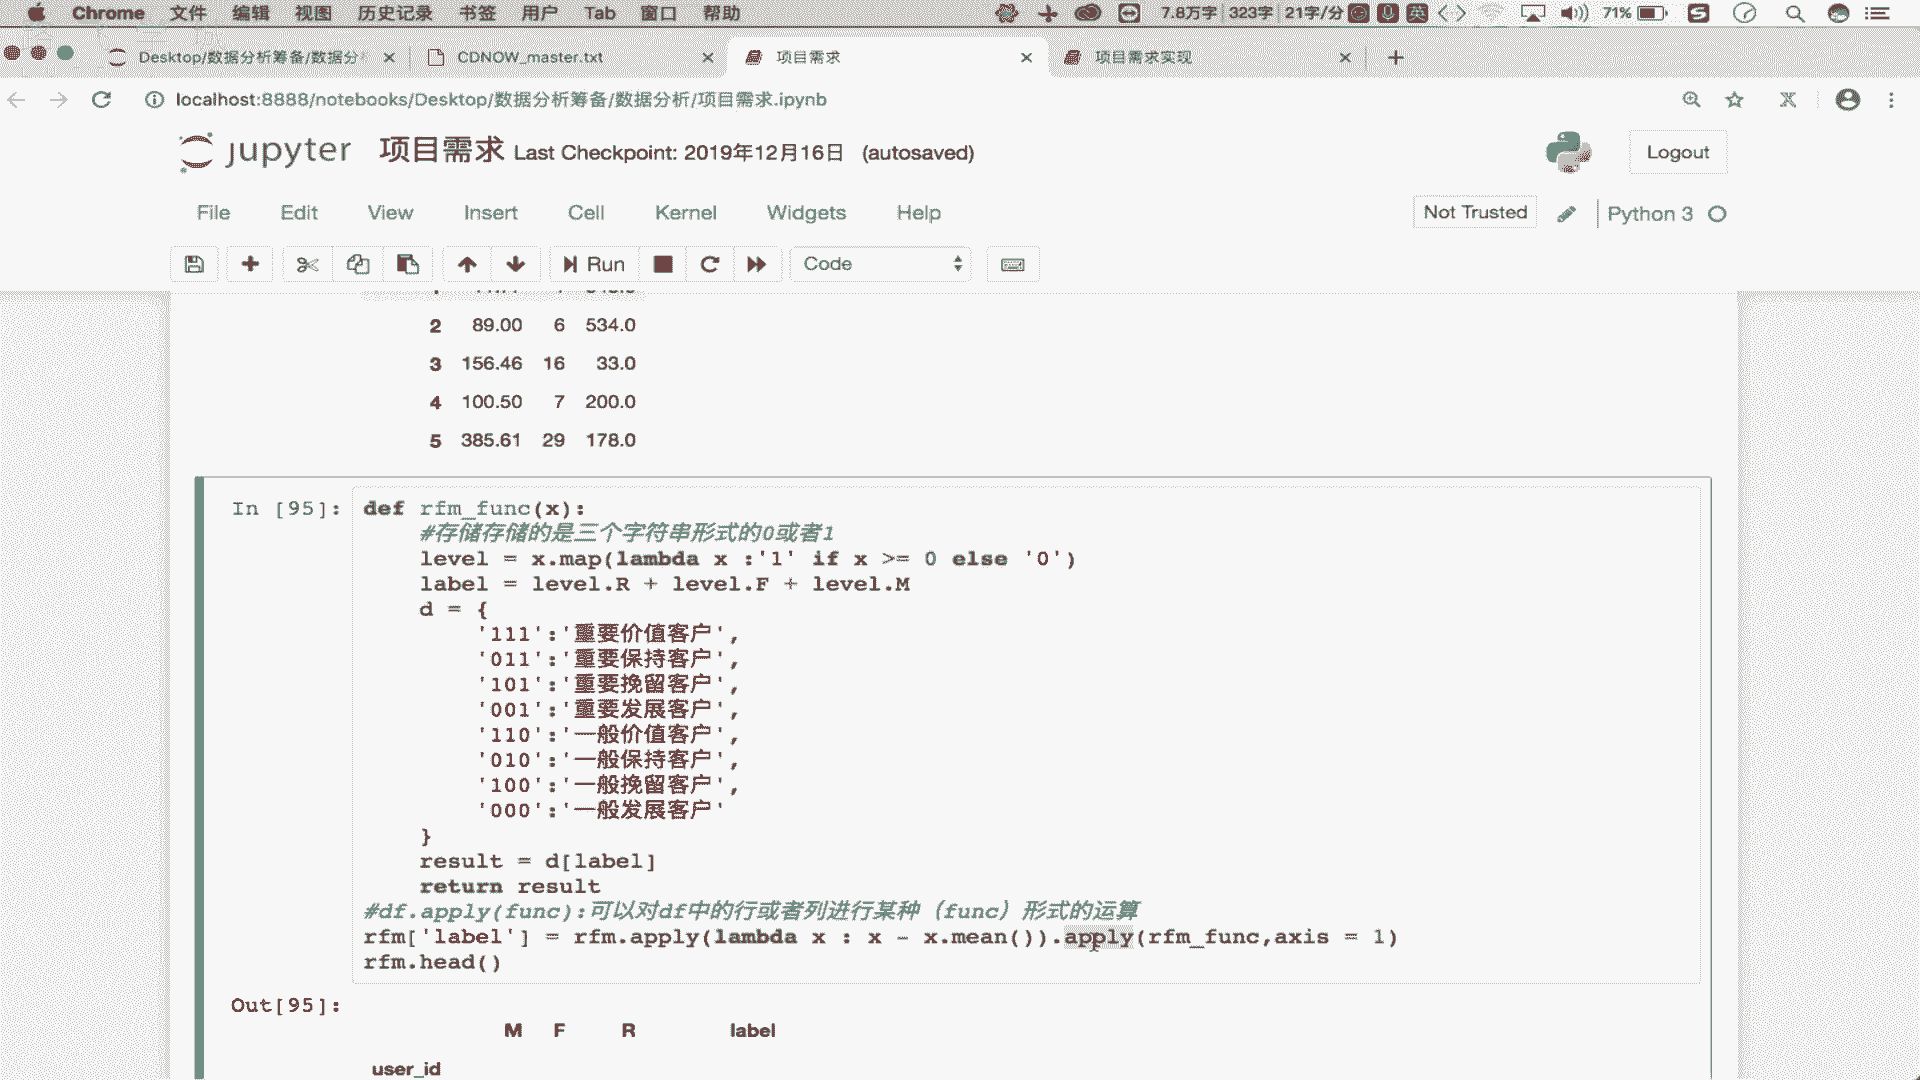 Chrome 文件 编辑 视图 历史记录 书签 用户 Tab 窗口 帮助 7.8万字 323字 21字/分 英 71%
Desktop/数据分析筹备/数据分 CDNOW_master.txt 项目需求 项目需求实现
localhost:8888/notebooks/Desktop/数据分析筹备/数据分析/项目需求.ipynb
jupyter 项目需求 Last Checkpoint: 2019年12月16日 (autosaved) Logout
File Edit View Insert Cell Kernel Widgets Help Not Trusted Python 3
Run Code
2 89.00 6 534.0
3 156.46 16 33.0
4 100.50 7 200.0
5 385.61 29 178.0
In [95]: def rfm_func(x):
#存储存储的是三个字符串形式的0或者1
level = x.map(lambda x :'1' if x >= 0 else '0')
label = level.R + level.F + level.M
d = {
'111':'重要价值客户',
'011':'重要保持客户',
'101':'重要挽留客户',
'001':'重要发展客户',
'110':'一般价值客户',
'010':'一般保持客户',
'100':'一般挽留客户',
'000':'一般发展客户'
}
result = d[label]
return result
#df.apply(func):可以对df中的行或者列进行某种（func）形式的运算
rfm['label'] = rfm.apply(lambda x : x - x.mean()).apply(rfm_func,axis = 1)
rfm.head()
Out[95]:
M F R label
user_id